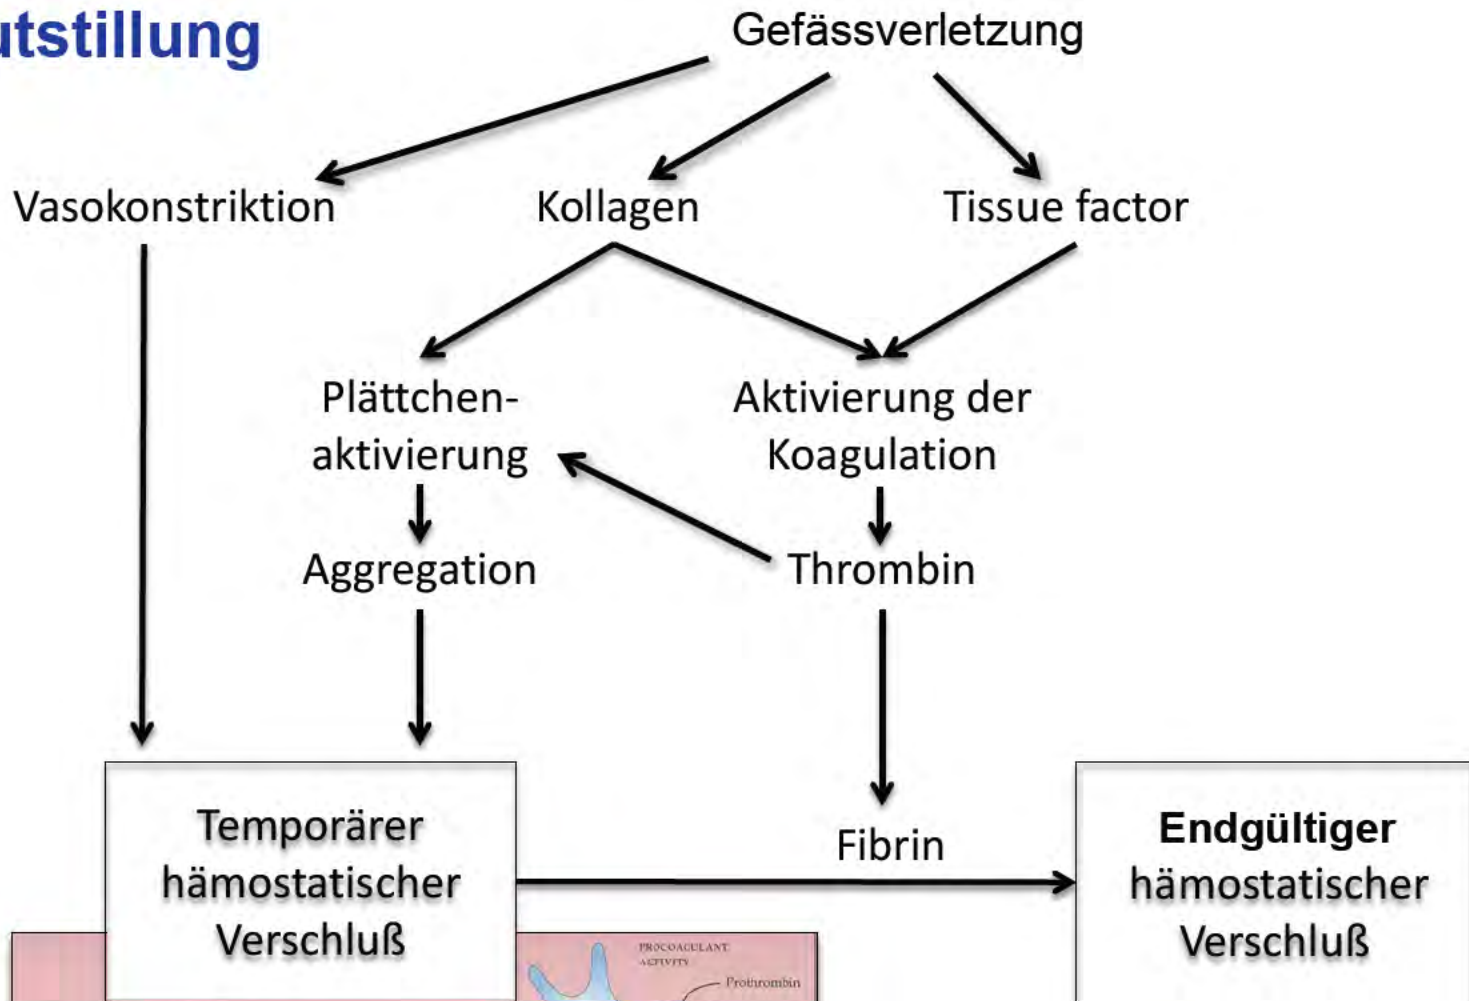 utstillung
Gefässverletzung
Vasokonstriktion
Kollagen
Tissue factor
Plättchen-
aktivierung
Aktivierung der
Koagulation
Aggregation
Thrombin
Fibrin
Temporärer
hämostatischer
Verschluß
Endgültiger
hämostatischer
Verschluß
PROCOAGULANT
ACTIVITY
Prothrombin